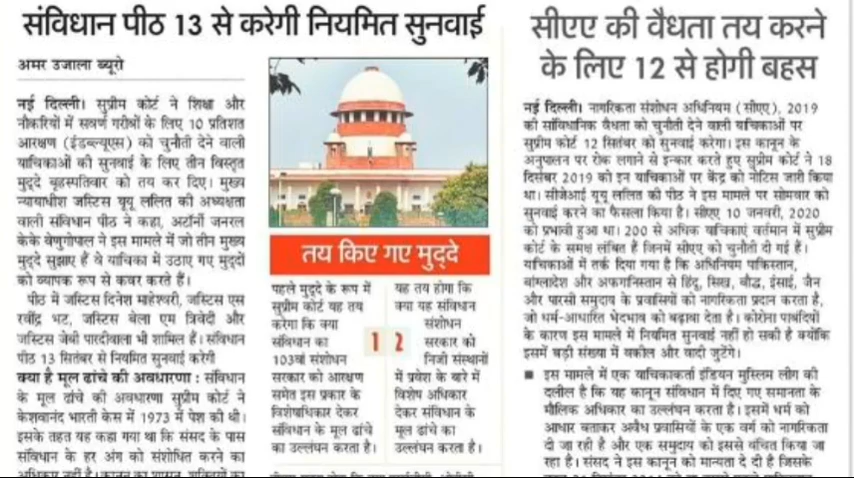 संविधान पीठ 13 से करेगी नियमित सुनवाई
अमर उजाला ब्यूरो
नई दिल्ली। सुप्रीम कोर्ट ने शिक्षा और
नौकरियों में सवर्ण गरीबों के लिए 10 प्रतिशत
आरक्षण (ईडब्ल्यूएस) को चुनौती देने वाली
याचिकाओं की सुनवाई के लिए तीन विस्तृत
मुद्दे बृहस्पतिवार को तय कर दिए। मुख्य
न्यायाधीश जस्टिस यूयू ललित की अध्यक्षता
वाली संविधान पीठ ने कहा, अटॉर्नी जनरल
केके वेणुगोपाल ने इस मामले में जो तीन मुख्य
मुद्दे सुझाए हैं वे याचिका में उठाए गए मुद्दों
को व्यापक रूप से कवर करते हैं।
पीठ में जस्टिस दिनेश माहेश्वरी, जस्टिस एस
रवींद्र भट, जस्टिस बेला एम त्रिवेदी और
जस्टिस जेबी पारदीवाला भी शामिल हैं। संविधान
पीठ 13 सितंबर से नियमित सुनवाई करेगी
क्या है मूल ढांचे की अवधारणा : संविधान
के मूल ढांचे की अवधारणा सुप्रीम कोर्ट ने
केशवानंद भारती केस में 1973 में पेश की थी।
इसके तहत यह कहा गया था कि संसद के पास
संविधान के हर अंग को संशोधित करने का
अधिकार नहीं है। कानून का शासन, शक्तियों का
तय किए गए मुद्दे
पहले मुद्दे के रूप में
सुप्रीम कोर्ट यह तय
करेगा कि क्या
संविधान का
103वां संशोधन
सरकार को आरक्षण
समेत इस प्रकार के
विशेषाधिकार देकर
संविधान के मूल ढांचे
का उल्लंघन करता है।
1 2
यह तय होगा कि
क्या यह संविधान
संशोधन
सरकार को
निजी संस्थानों
में प्रवेश के बारे में
विशेष अधिकार
देकर संविधान के
मूल ढांचे का
उल्लंघन करता है।
सीएए की वैधता तय करने
के लिए 12 से होगी बहस
नई दिल्ली। नागरिकता संशोधन अधिनियम (सीएए), 2019
की सांविधानिक वैधता को चुनौती देने वाली याचिकाओं पर
सुप्रीम कोर्ट 12 सितंबर को सुनवाई करेगा। इस कानून के
अनुपालन पर रोक लगाने से इन्कार करते हुए सुप्रीम कोर्ट ने 18
दिसंबर 2019 को इन याचिकाओं पर केंद्र को नोटिस जारी किया
था। सीजेआई यूयू ललित की पीठ ने इस मामले पर सोमवार को
सुनवाई करने का फैसला किया है। सीएए 10 जनवरी, 2020
को प्रभावी हुआ था। 200 से अधिक याचिकाएं वर्तमान में सुप्रीम
कोर्ट के समक्ष लंबित हैं जिनमें सीएए को चुनौती दी गई है।
याचिकाओं में तर्क दिया गया है कि अधिनियम पाकिस्तान,
बांग्लादेश और अफगानिस्तान से हिंदू, सिख, बौद्ध, ईसाई, जैन
और पारसी समुदाय के प्रवासियों को नागरिकता प्रदान करता है,
जो धर्म-आधारित भेदभाव को बढ़ावा देता है। कोरोना पाबंदियों
के कारण इस मामले में नियमित सुनवाई नहीं हो सकी है क्योंकि
इसमें बड़ी संख्या में वकील और वादी जुटेंगे।
■ इस मामले में एक याचिकाकर्ता इंडियन मुस्लिम लीग की
दलील है कि यह कानून संविधान में दिए गए समानता के
मौलिक अधिकार का उल्लंघन करता है। इसमें धर्म को
आधार बताकर अवैध प्रवासियों के एक वर्ग को नागरिकता
दी जा रही है और एक समुदाय को इससे वंचित किया जा
रहा है। संसद ने इस कानून को मान्यता दे दी है जिसके